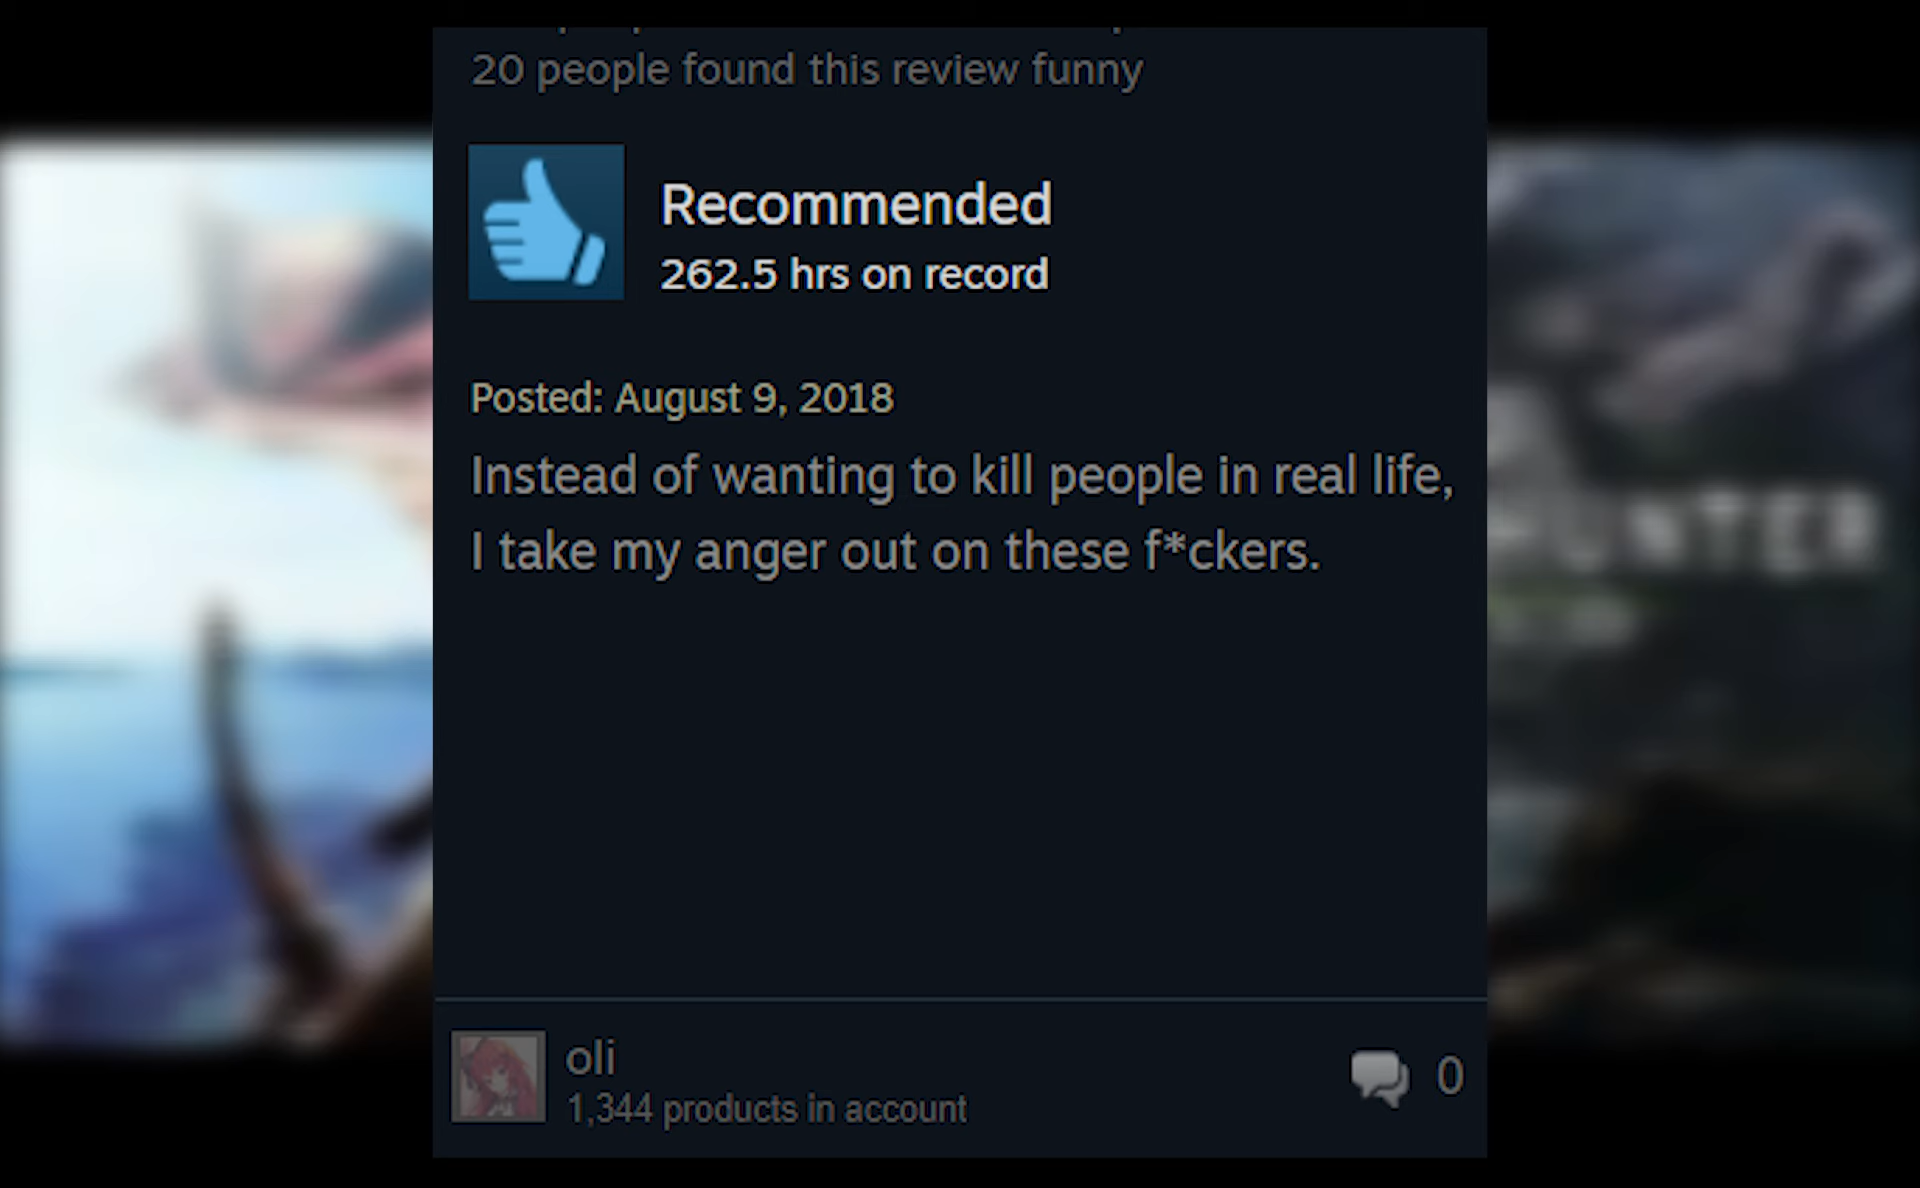 20 people found this review funny
Recommended
262.5 hrs on record
Posted: August 9, 2018
Instead of wanting to kill people in real life,
I take my anger out on these f*ckers.
HUNTER
oli
1,344 products in account
0